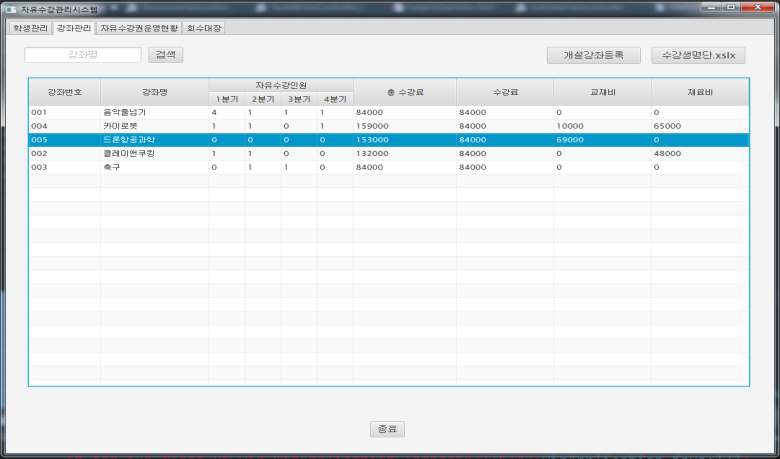 자유수강관리시스템
학생관리 강좌관리 자유수강권운영현황 회수대장
강좌명 검색 개설강좌등록 수강생명단.xslx
강좌번호 강좌명 자유수강인원 총 수강료 수강료 교재비 재료비
1분기 2분기 3분기 4분기
001 음악줄넘기 4 1 1 1 84000 84000 0 0
004 카미로봇 1 1 0 1 159000 84000 10000 65000
005 드론항공과학 0 0 0 0 153000 84000 69000 0
002 클레이앤쿠킹 1 1 0 0 132000 84000 0 48000
003 축구 0 1 1 0 84000 84000 0 0
종료